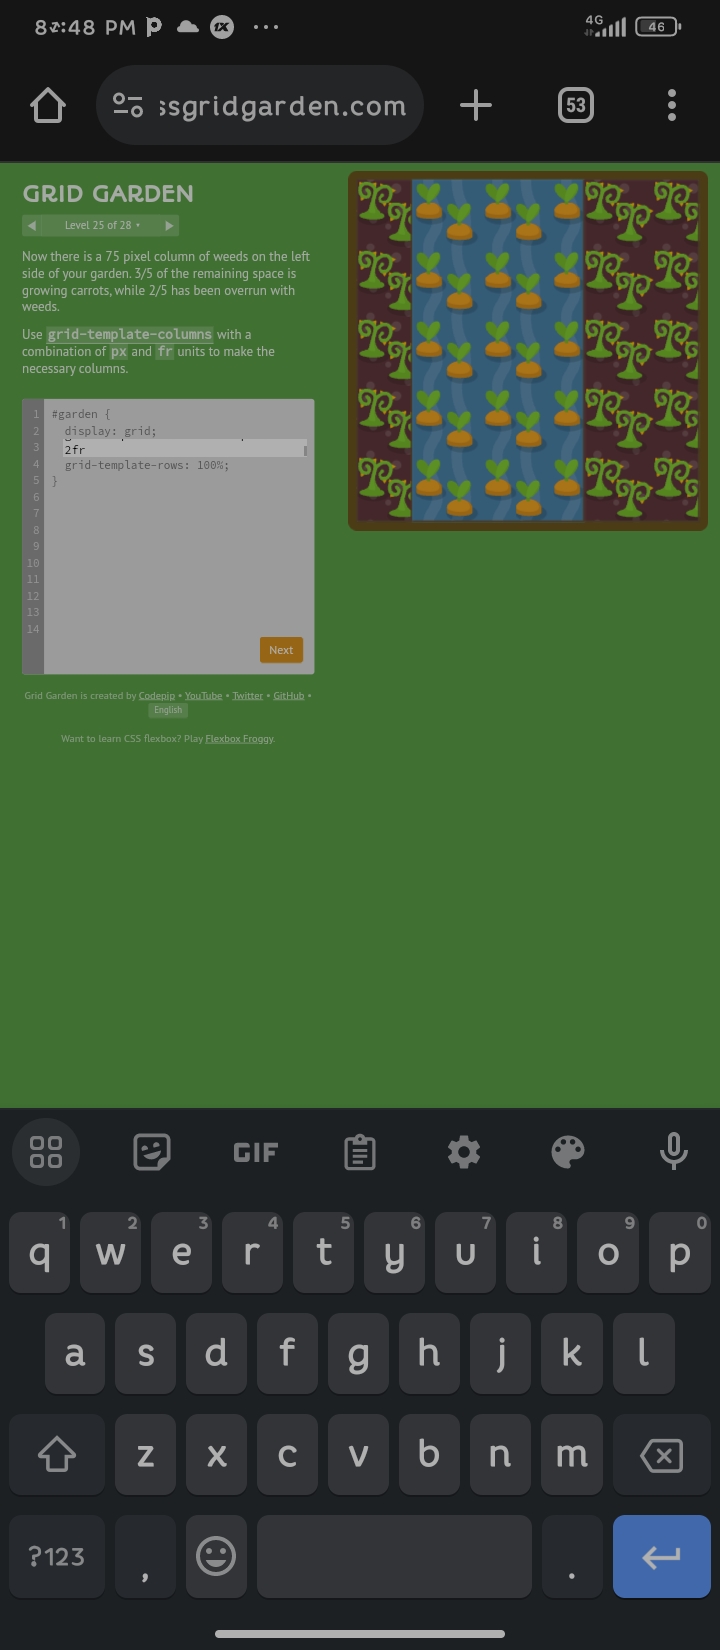 PM
4G
46
ssgridgarden.com
53
GRID GARDEN
Level 25 of 28
Now there is a 75 pixel column of weeds on the left
side of your garden. 3/5 of the remaining space is
growing carrots, while 2/5 has been overrun with
weeds.
Use grid-template-columns with a
combination of px and fr units to make the
necessary columns.
1 #garden {
2 display: grid;
3 2fr
4 grid-template-rows: 100%;
5 }
6
7
8
9
10
11
12
13
14
Next
Grid Garden is created by Codepip • YouTube • Twitter • GitHub •
English
Want to learn CSS flexbox? Play Flexbox Froggy.
GIF
q 1 w 2 e 3 r 4 t 5 y 6 u 7 i 8 o 9 p 0
a s d f g h j k l
z x c v b n m
?123 , .